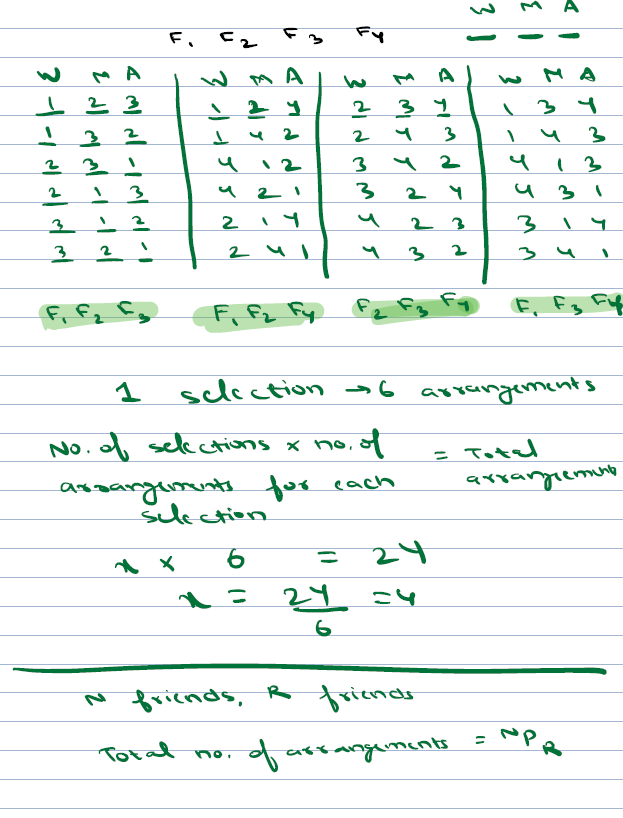 W M A
F1 F2 F3 F4
W M A | W M A | W M A | W M A
1 2 3 | 1 2 4 | 2 3 4 | 1 3 4
1 3 2 | 1 4 2 | 2 4 3 | 1 4 3
2 3 1 | 4 1 2 | 3 4 2 | 4 1 3
2 1 3 | 4 2 1 | 3 2 4 | 4 3 1
3 1 2 | 2 1 4 | 4 2 3 | 3 1 4
3 2 1 | 2 4 1 | 4 3 2 | 3 4 1
F1 F2 F3 F1 F2 F4 F2 F3 F4 F1 F3 F4
1 selection → 6 arrangements
No. of selections x no. of = Total
arrangements for each arrangement
selection
x x 6 = 24
x = 24/6 = 4
N friends, R friends
Total no. of arrangements = NPR